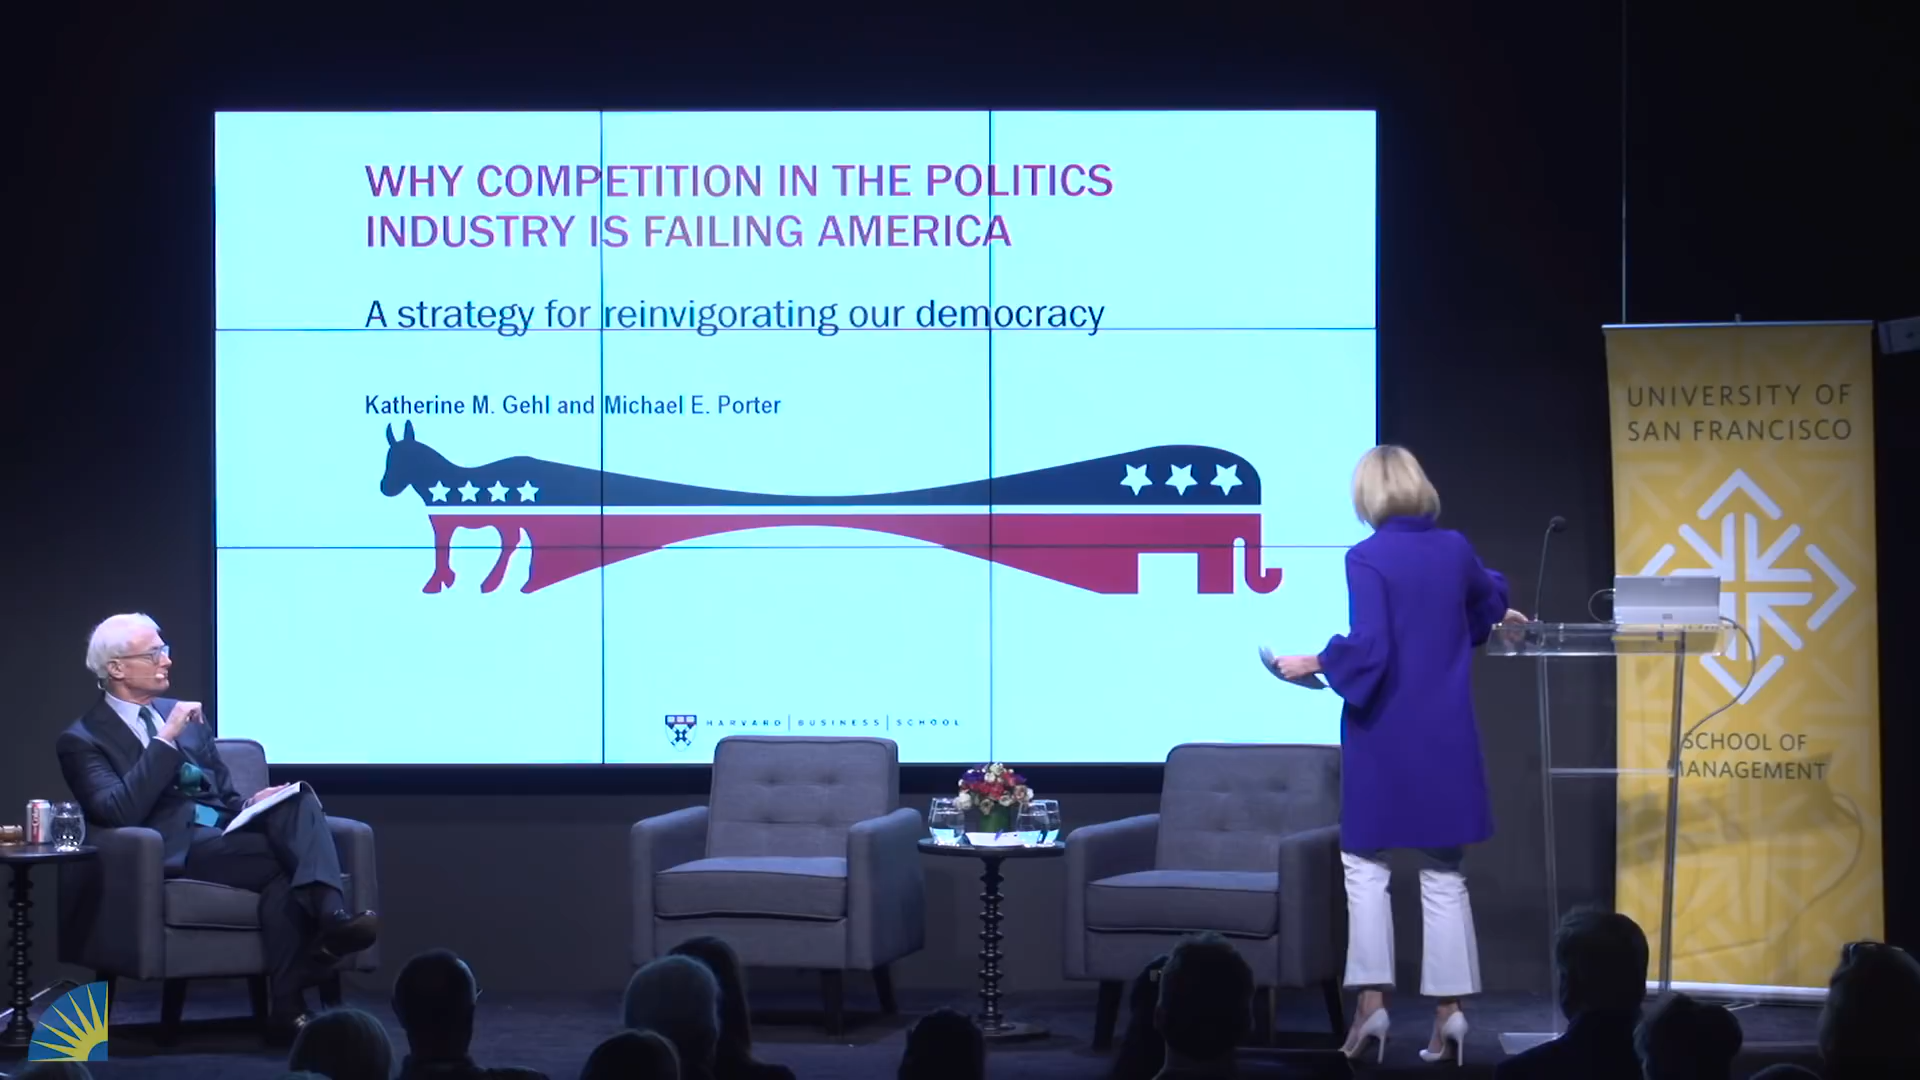 WHY COMPETITION IN THE POLITICS
INDUSTRY IS FAILING AMERICA
A strategy for reinvigorating our democracy
Katherine M. Gehl and Michael E. Porter
HARVARD | BUSINESS | SCHOOL
UNIVERSITY OF
SAN FRANCISCO
SCHOOL OF
MANAGEMENT